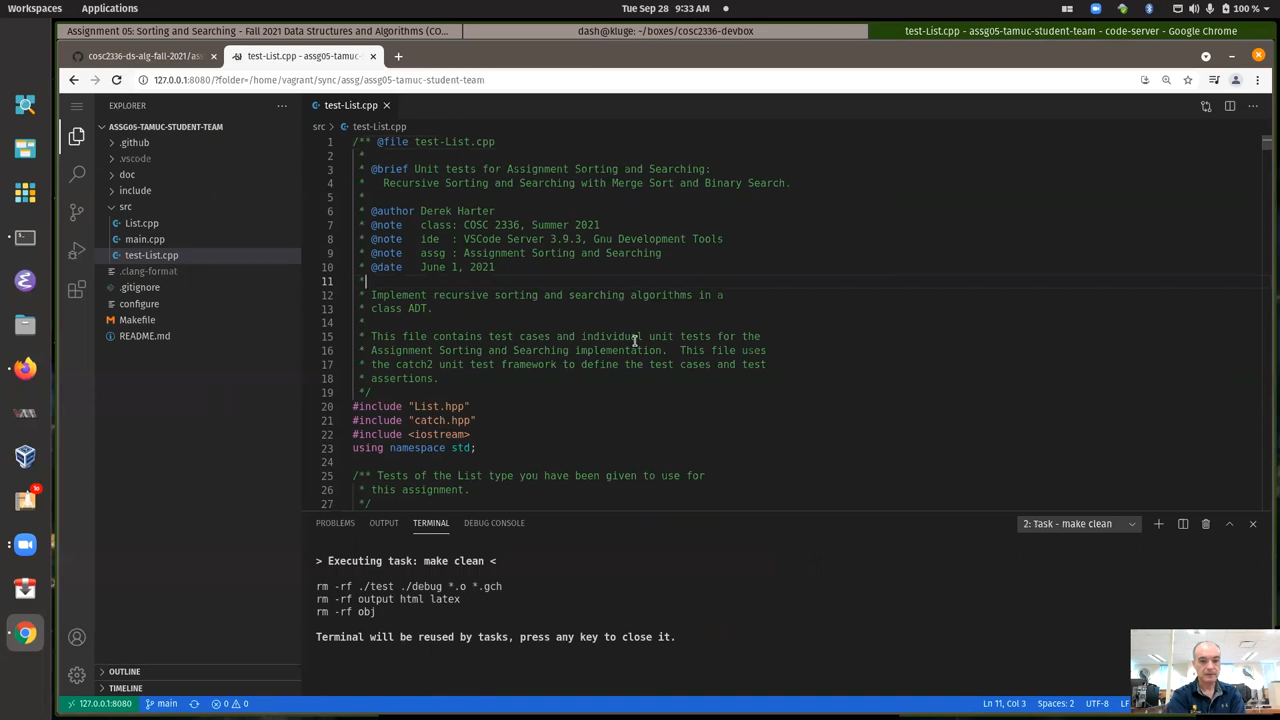 Workspaces
Applications
Tue Sep 28
9:33 AM
100 %
Assignment 05: Sorting and Searching - Fall 2021 Data Structures and Algorithms (CO...
dash@kluge: ~/boxes/cosc2336-devbox
test-List.cpp - assg05-tamuc-student-team - code-server - Google Chrome
cosc2336-ds-alg-fall-2021/ass
test-List.cpp - assg05-tamuc-
127.0.0.1:8080/?folder=/home/vagrant/sync/assg/assg05-tamuc-student-team
EXPLORER
ASSG05-TAMUC-STUDENT-TEAM
.github
.vscode
doc
include
src
List.cpp
main.cpp
test-List.cpp
.clang-format
.gitignore
configure
Makefile
README.md
OUTLINE
TIMELINE
test-List.cpp
src > test-List.cpp
1 /** @file test-List.cpp
2 *
3 * @brief Unit tests for Assignment Sorting and Searching:
4 * Recursive Sorting and Searching with Merge Sort and Binary Search.
5 *
6 * @author Derek Harter
7 * @note class: COSC 2336, Summer 2021
8 * @note ide : VSCode Server 3.9.3, Gnu Development Tools
9 * @note assg : Assignment Sorting and Searching
10 * @date June 1, 2021
11 *
12 * Implement recursive sorting and searching algorithms in a
13 * class ADT.
14 *
15 * This file contains test cases and individual unit tests for the
16 * Assignment Sorting and Searching implementation. This file uses
17 * the catch2 unit test framework to define the test cases and test
18 * assertions.
19 */
20 #include "List.hpp"
21 #include "catch.hpp"
22 #include <iostream>
23 using namespace std;
24
25 /** Tests of the List type you have been given to use for
26 * this assignment.
27 */
PROBLEMS OUTPUT TERMINAL DEBUG CONSOLE
2: Task - make clean
> Executing task: make clean <
rm -rf ./test ./debug *.o *.gch
rm -rf output html latex
rm -rf obj
Terminal will be reused by tasks, press any key to close it.
127.0.0.1:8080
main
0
0
Ln 11, Col 3
Spaces: 2
UTF-8
LF